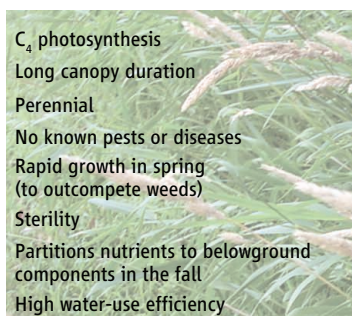 C₄ photosynthesis
Long canopy duration
Perennial
No known pests or diseases
Rapid growth in spring
(to outcompete weeds)
Sterility
Partitions nutrients to belowground
components in the fall
High water-use efficiency